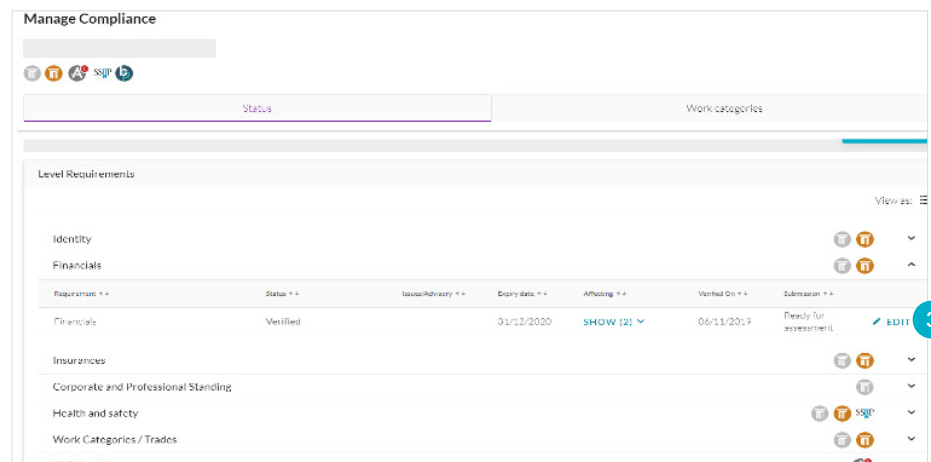 Manage Compliance
SSIP
Status Work categories
Level Requirements
View as:
Identity
Financials
Requirement Status Issues/Advisory Expiry date Affecting Verified On Submission
Financials Verified 31/12/2020 SHOW (2) 06/11/2019 Ready for assessment EDIT 3
Insurances
Corporate and Professional Standing
Health and safety SSIP
Work Categories / Trades